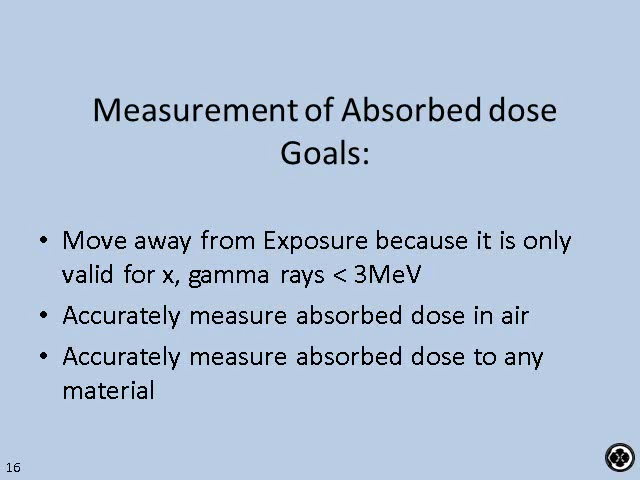 Measurement of Absorbed dose
Goals:
• Move away from Exposure because it is only
valid for x, gamma rays < 3MeV
• Accurately measure absorbed dose in air
• Accurately measure absorbed dose to any
material
16